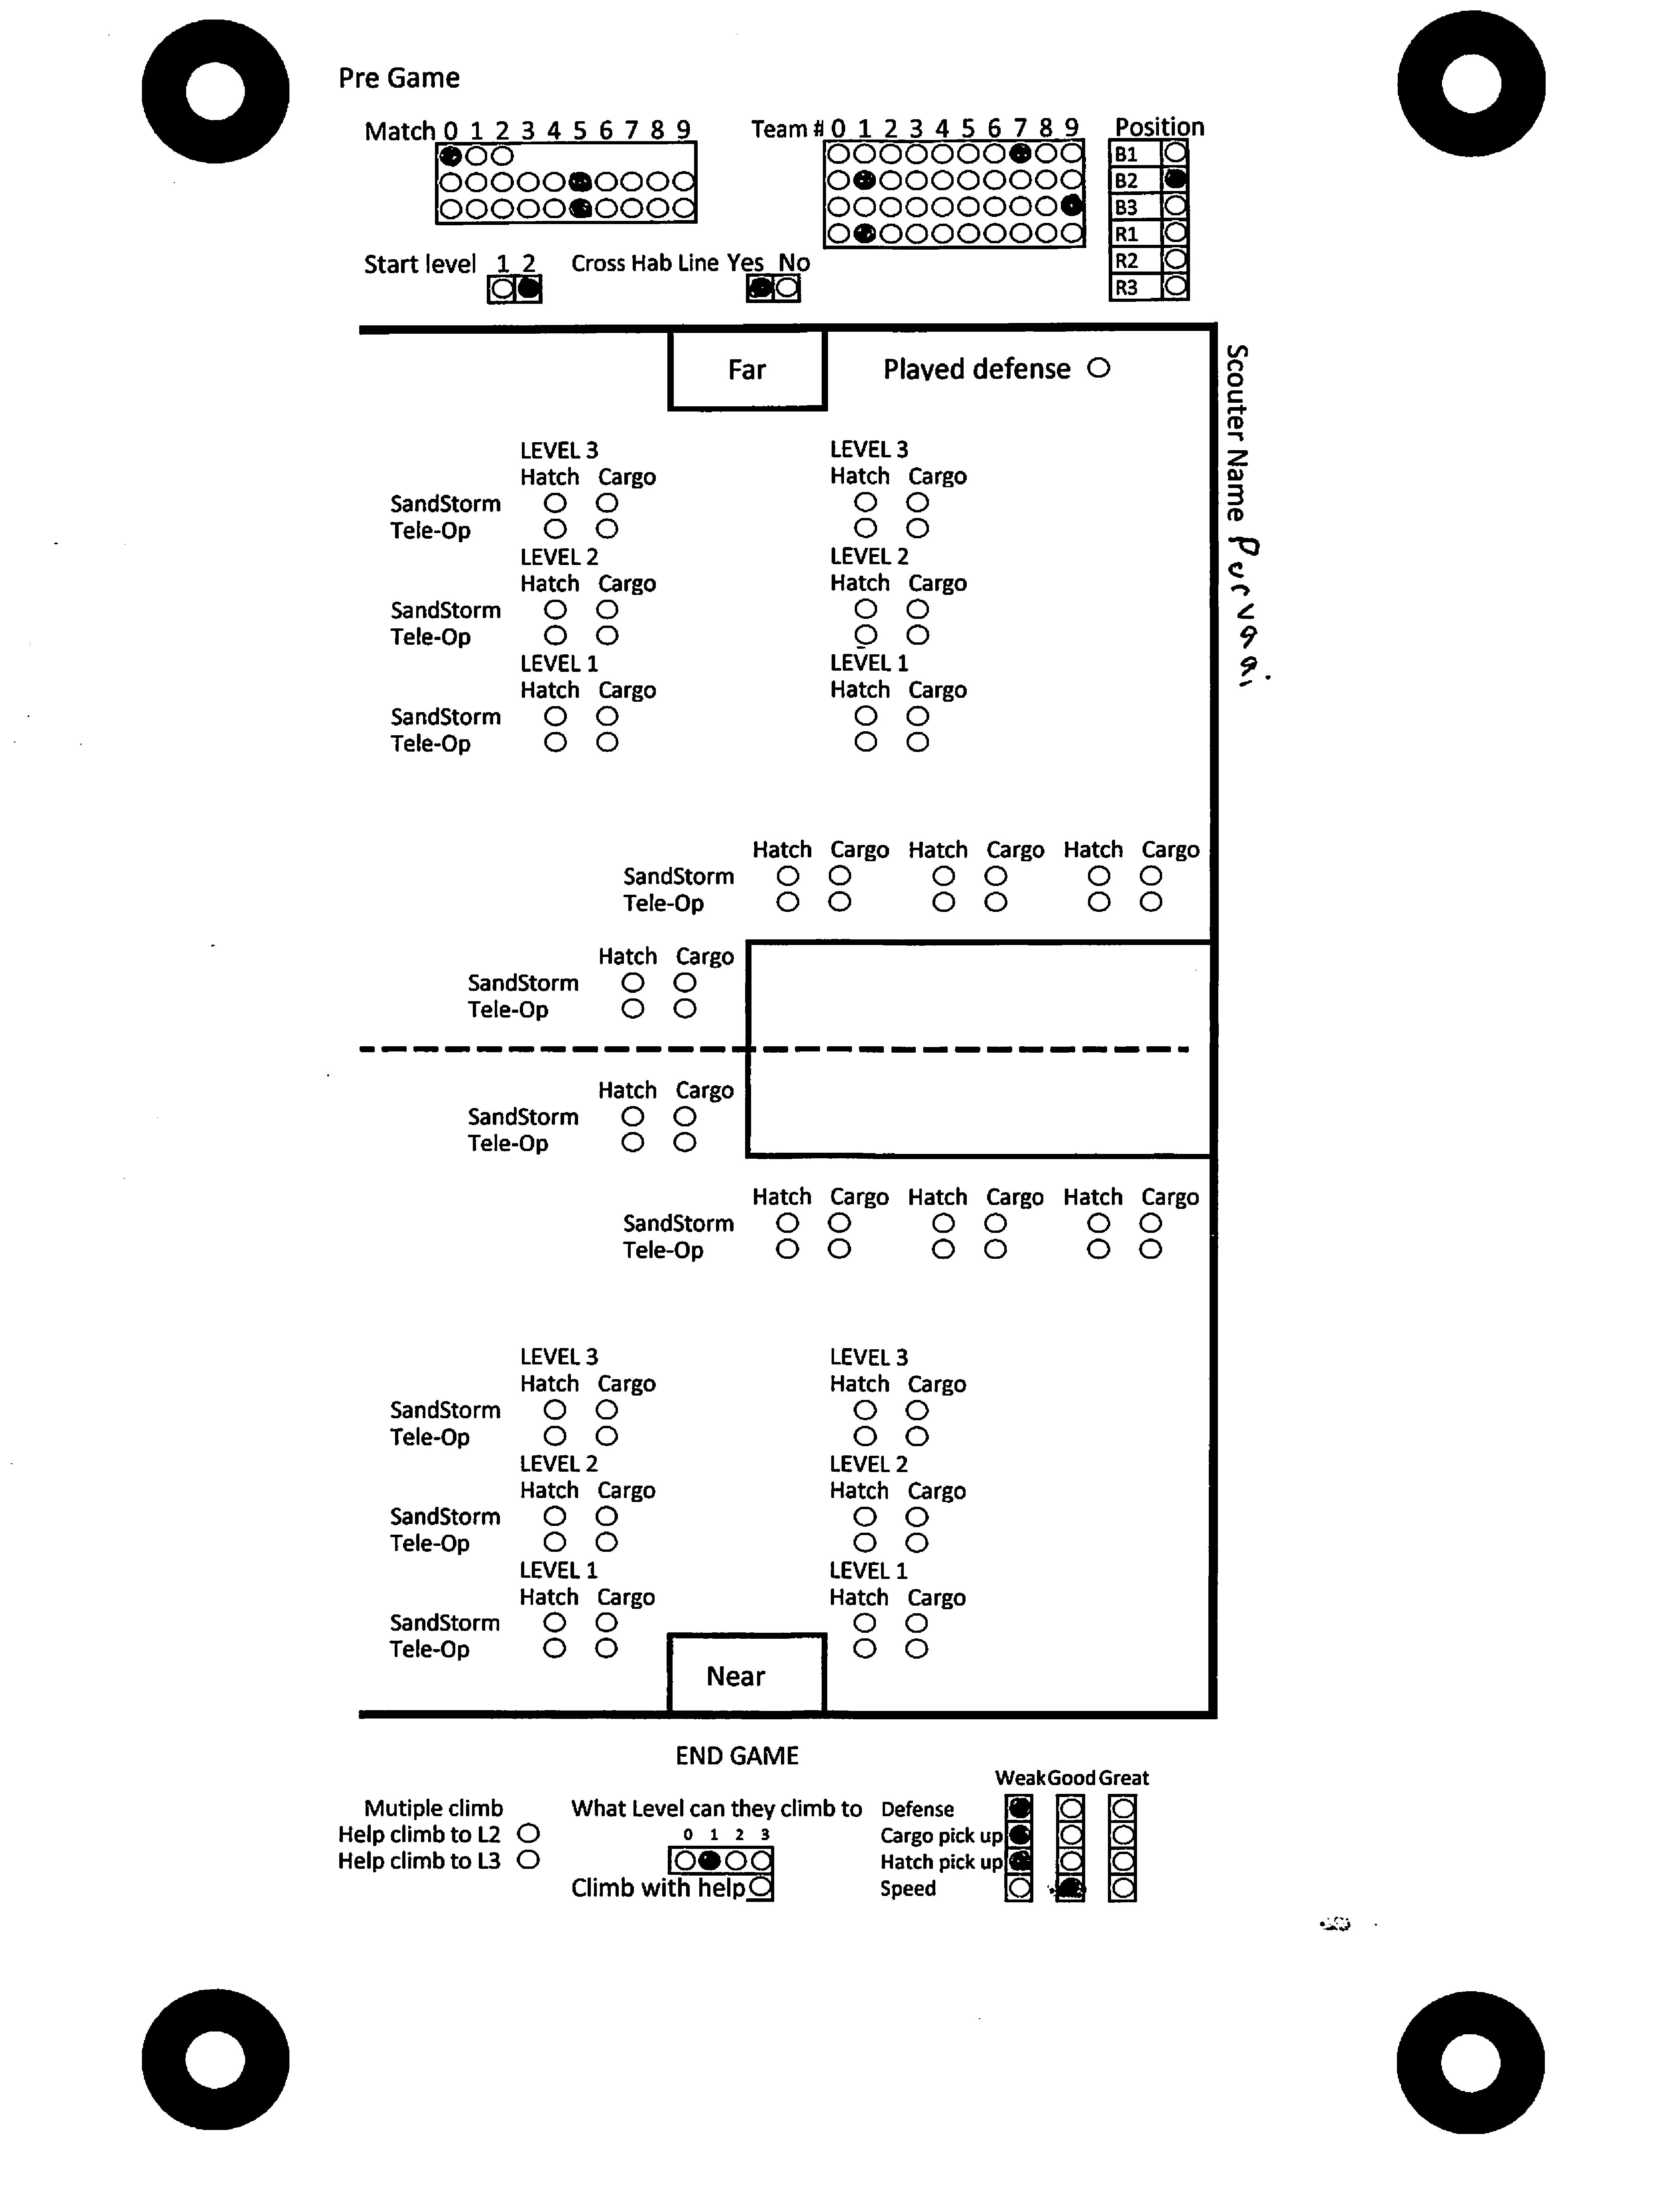 Pre Game
Match 0 1 2 3 4 5 6 7 8 9
Team # 0 1 2 3 4 5 6 7 8 9
Position
B1
B2
B3
R1
R2
R3
Start level 1 2
Cross Hab Line Yes No
Far
Played defense
Scouter Name
LEVEL 3 LEVEL 3
Hatch Cargo Hatch Cargo
SandStorm
Tele-Op
LEVEL 2 LEVEL 2
Hatch Cargo Hatch Cargo
SandStorm
Tele-Op
LEVEL 1 LEVEL 1
Hatch Cargo Hatch Cargo
SandStorm
Tele-Op
Hatch Cargo Hatch Cargo Hatch Cargo
SandStorm
Tele-Op
Hatch Cargo
SandStorm
Tele-Op
Hatch Cargo
SandStorm
Tele-Op
Hatch Cargo Hatch Cargo Hatch Cargo
SandStorm
Tele-Op
LEVEL 3 LEVEL 3
Hatch Cargo Hatch Cargo
SandStorm
Tele-Op
LEVEL 2 LEVEL 2
Hatch Cargo Hatch Cargo
SandStorm
Tele-Op
LEVEL 1 LEVEL 1
Hatch Cargo Hatch Cargo
SandStorm
Tele-Op
Near
END GAME
Mutiple climb
Help climb to L2
Help climb to L3
What Level can they climb to
0 1 2 3
Climb with help
Weak Good Great
Defense
Cargo pick up
Hatch pick up
Speed